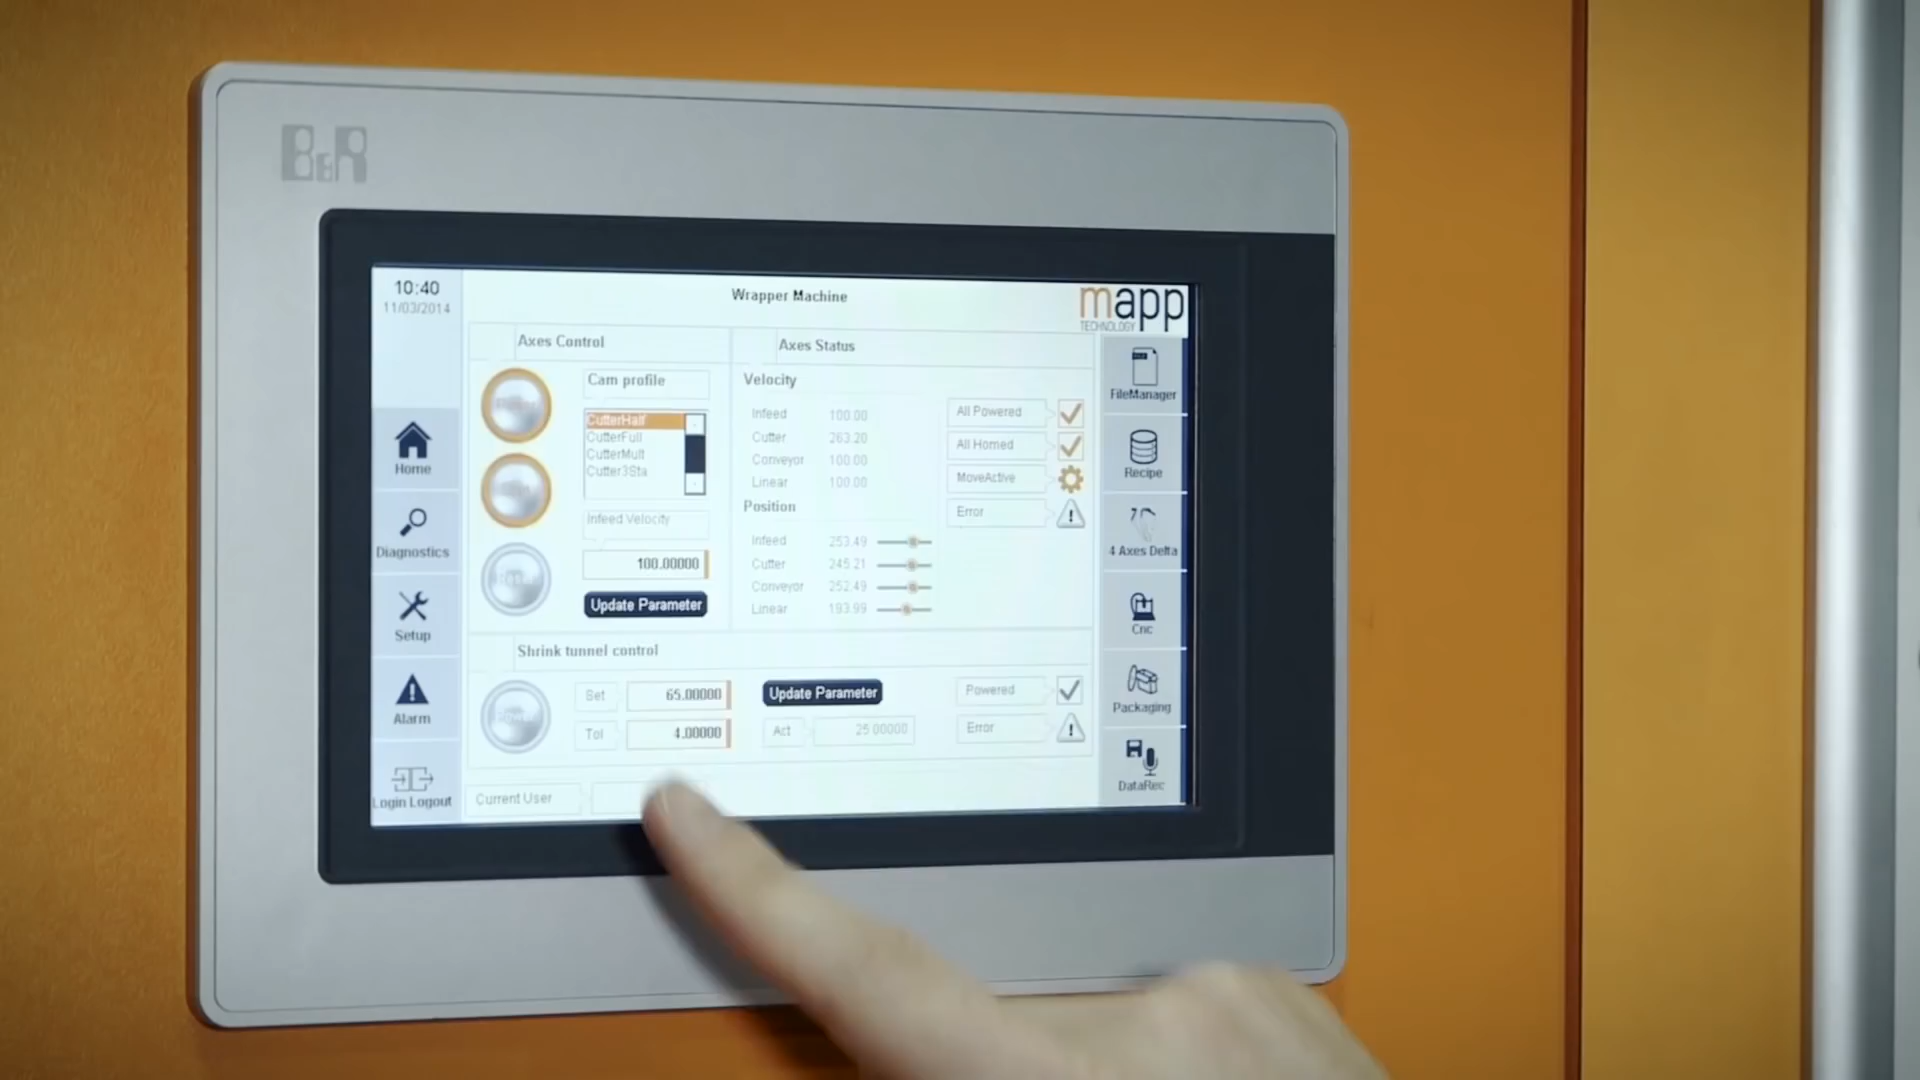 B&R
10:40
11/03/2014
Wrapper Machine
mapp
TECHNOLOGY
Home
Diagnostics
Setup
Alarm
Login Logout
Axes Control
Cam profile
CutterHalf
CutterFull
CutterMult
Cutter3Sta
Infeed Velocity
100.00000
Update Parameter
Axes Status
Velocity
Infeed 100.00
Cutter 263.20
Conveyor 100.00
Linear 100.00
Position
Infeed 253.49
Cutter 245.21
Conveyor 252.49
Linear 193.99
All Powered
All Homed
MoveActive
Error
Shrink tunnel control
Set 65.00000
Tol 4.00000
Update Parameter
Act 25.00000
Powered
Error
Current User
FileManager
Recipe
4 Axes Delta
Cnc
Packaging
DataRec